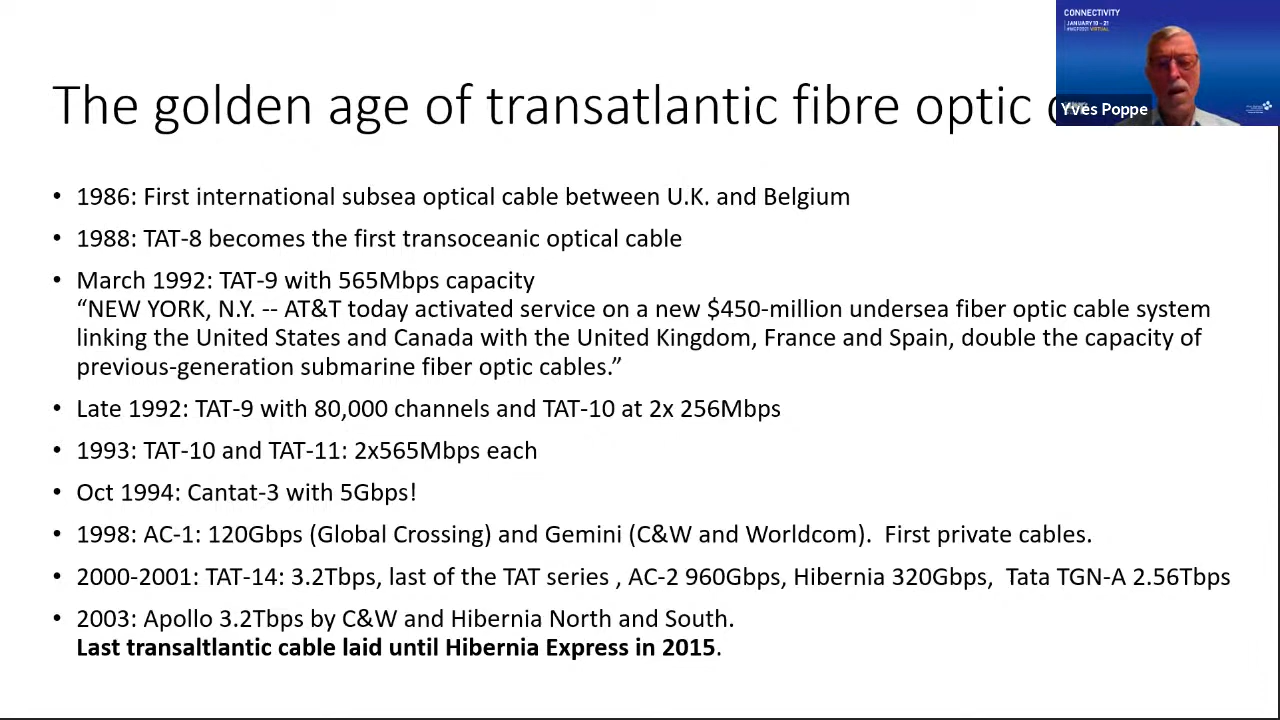 CONNECTIVITY
JANUARY 10 - 21
VIRTUAL
Yves Poppe
The golden age of transatlantic fibre optic
• 1986: First international subsea optical cable between U.K. and Belgium
• 1988: TAT-8 becomes the first transoceanic optical cable
• March 1992: TAT-9 with 565Mbps capacity
“NEW YORK, N.Y. -- AT&T today activated service on a new $450-million undersea fiber optic cable system
linking the United States and Canada with the United Kingdom, France and Spain, double the capacity of
previous-generation submarine fiber optic cables.”
• Late 1992: TAT-9 with 80,000 channels and TAT-10 at 2x 256Mbps
• 1993: TAT-10 and TAT-11: 2x565Mbps each
• Oct 1994: Cantat-3 with 5Gbps!
• 1998: AC-1: 120Gbps (Global Crossing) and Gemini (C&W and Worldcom).  First private cables.
• 2000-2001: TAT-14: 3.2Tbps, last of the TAT series , AC-2 960Gbps, Hibernia 320Gbps,  Tata TGN-A 2.56Tbps
• 2003: Apollo 3.2Tbps by C&W and Hibernia North and South.
Last transaltlantic cable laid until Hibernia Express in 2015.